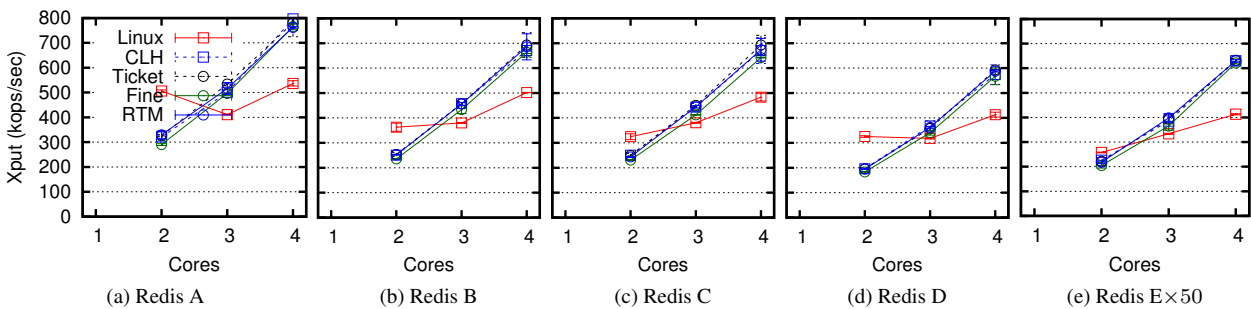 Xput (kops/sec)
800
700
600
500
400
300
200
100
0
Linux
CLH
Ticket
Fine
RTM
1 2 3 4
1 2 3 4
1 2 3 4
1 2 3 4
1 2 3 4
Cores
Cores
Cores
Cores
Cores
(a) Redis A
(b) Redis B
(c) Redis C
(d) Redis D
(e) Redis E×50